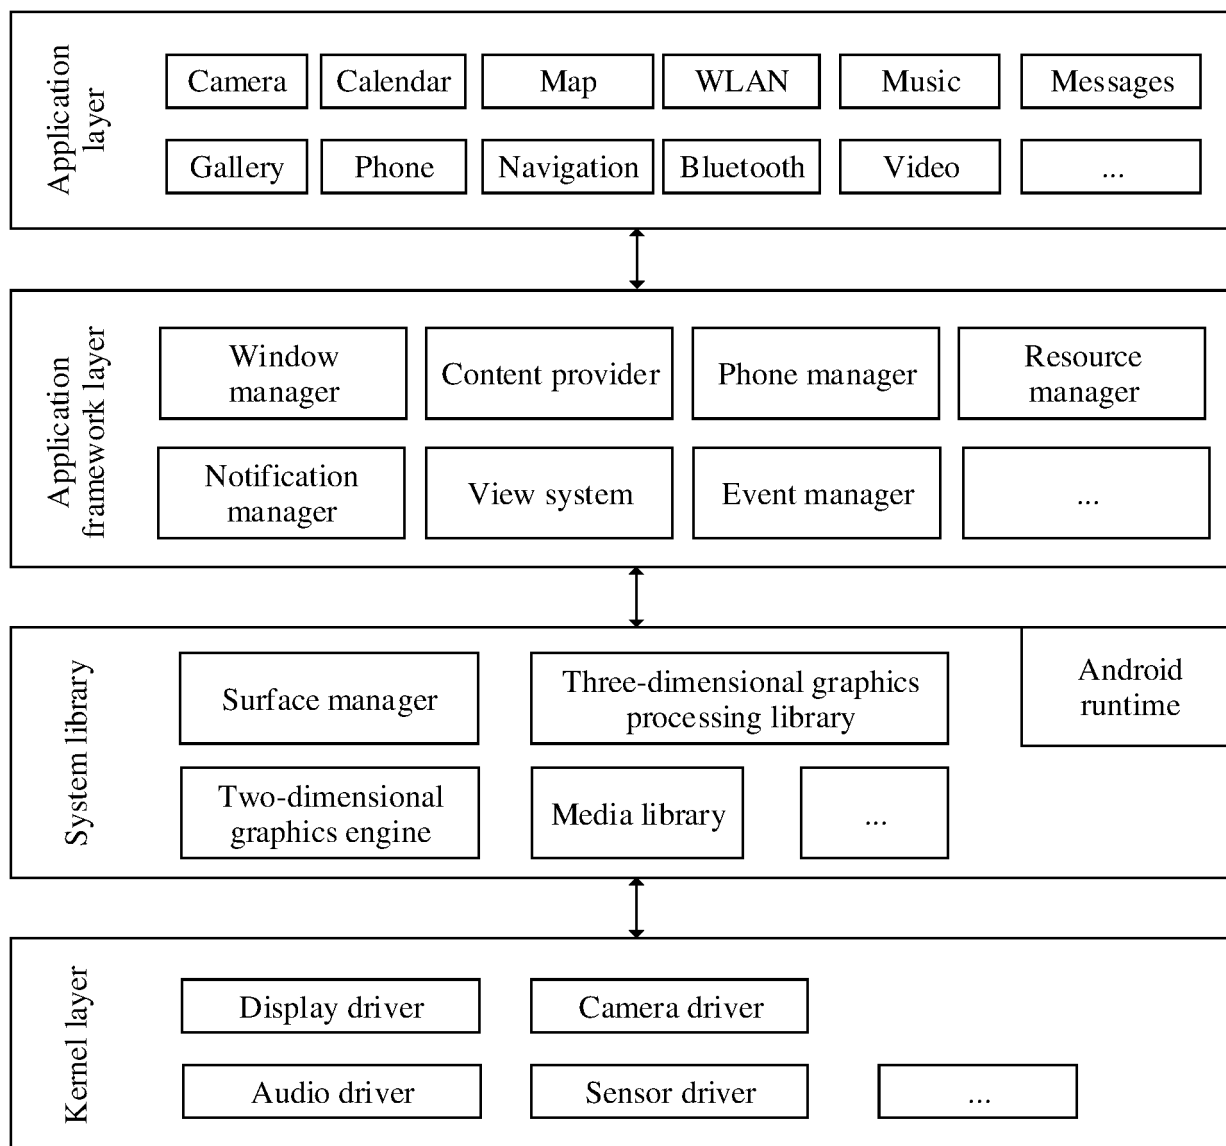 Application
layer
Camera
Calendar
Map
WLAN
Music
Messages
Gallery
Phone
Navigation
Bluetooth
Video
...
Application
framework layer
Window
manager
Content provider
Phone manager
Resource
manager
Notification
manager
View system
Event manager
...
System library
Surface manager
Three-dimensional graphics
processing library
Android
runtime
Two-dimensional
graphics engine
Media library
...
Kernel layer
Display driver
Camera driver
Audio driver
Sensor driver
...